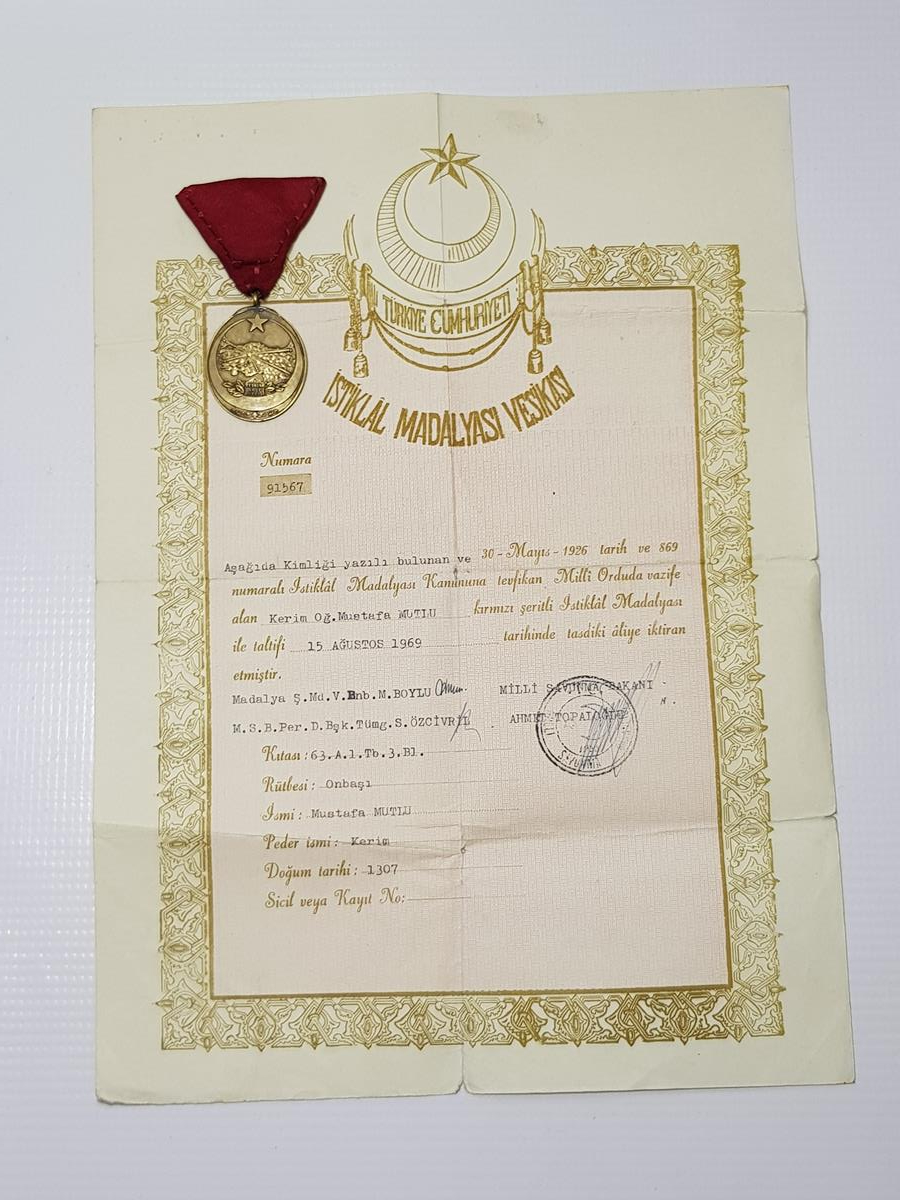 TÜRKİYE CÜMHURİYETİ
İSTİKLÂL MADALYASI VESİKASI
Numara
91567
Aşağıda Kimliği yazılı bulunan ve 30 - Mayıs - 1926 tarih ve 869
numaralı İstiklâl Madalyası Kanununa tevfikan Milli Orduda vazife
alan Kerim Oğ.Mustafa MUTLU kırmızı şeritli İstiklâl Madalyası
ile taltifi 15 AĞUSTOS 1969 tarihinde tasdiki âliye iktiran
etmiştir.
Madalya Ş.Md.V.Bnb.M.BOYLU MİLLİ SAVUNMA BAKANI
M.S.B.Per.D.Bşk.Tümg.S.ÖZCİVRİL AHMET TOPALOĞLU
Kıtası : 63.A.1.Tb.3.Bl.
Rütbesi : Onbaşı
İsmi : Mustafa MUTLU
Peder ismi : Kerim
Doğum tarihi : 1307
Sicil veya Kayıt No: